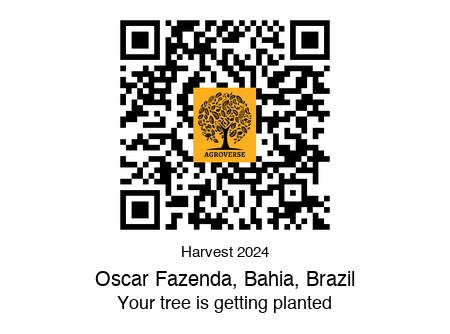 AGROVERSE
Harvest 2024
Oscar Fazenda, Bahia, Brazil
Your tree is getting planted